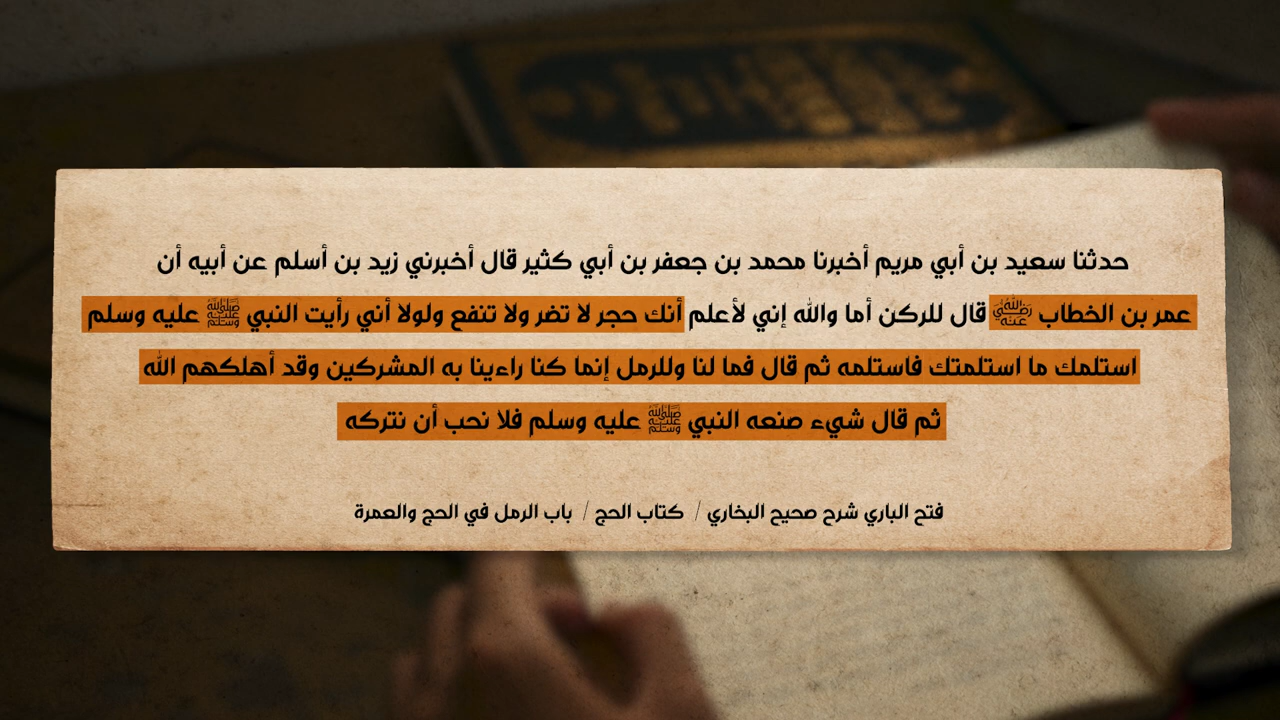 حدثنا سعيد بن أبي مريم أخبرنا محمد بن جعفر بن أبي كثير قال أخبرني زيد بن أسلم عن أبيه أن
عمر بن الخطاب ﵁ قال للركن أما والله إني لأعلم أنك حجر لا تضر ولا تنفع ولولا أني رأيت النبي ﷺ عليه وسلم
استلمك ما استلمتك فاستلمه ثم قال فما لنا وللرمل إنما كنا راءينا به المشركين وقد أهلكهم الله
ثم قال شيء صنعه النبي ﷺ عليه وسلم فلا نحب أن نتركه
فتح الباري شرح صحيح البخاري / كتاب الحج / باب الرمل في الحج والعمرة